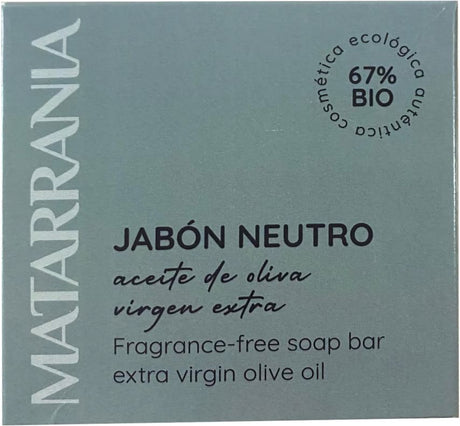 MATARRANIA
cosmética ecológica auténtica
67%
BIO
JABÓN NEUTRO
aceite de oliva
virgen extra
Fragrance-free soap bar
extra virgin olive oil